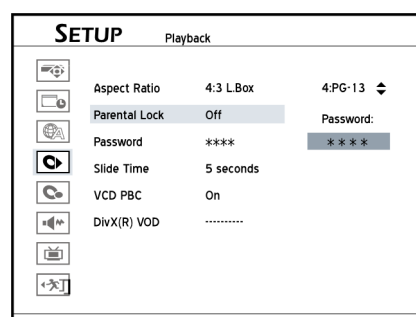 SETUP Playback
Aspect Ratio 4:3 L.Box 4:PG-13
Parental Lock Off Password:
Password **** ****
Slide Time 5 seconds
VCD PBC On
DivX(R) VOD ----------